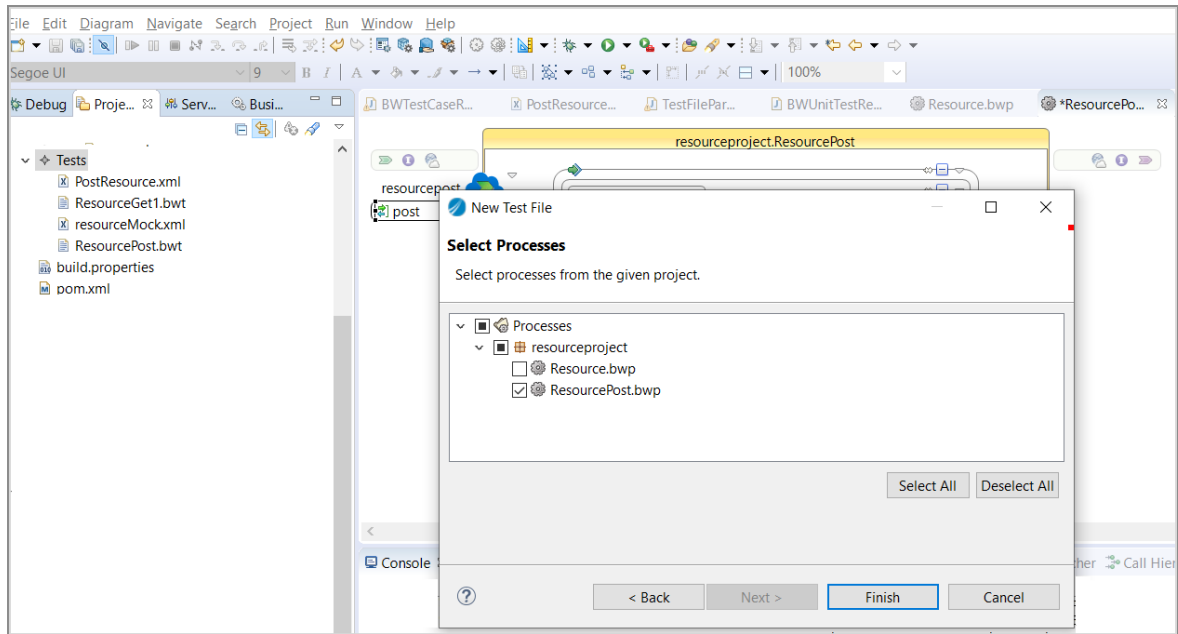 File Edit Diagram Navigate Search Project Run Window Help
Segoe UI 9 B I A 100%
Debug Proje... Serv... Busi...
BWTestCaseR... PostResource... TestFilePar... BWUnitTestRe... Resource.bwp *ResourcePo...
Tests
PostResource.xml
ResourceGet1.bwt
resourceMock.xml
ResourcePost.bwt
build.properties
pom.xml
resourceproject.ResourcePost
resourcepost
post
New Test File
Select Processes
Select processes from the given project.
Processes
resourceproject
Resource.bwp
ResourcePost.bwp
Select All Deselect All
Console
her Call Hier
< Back Next > Finish Cancel